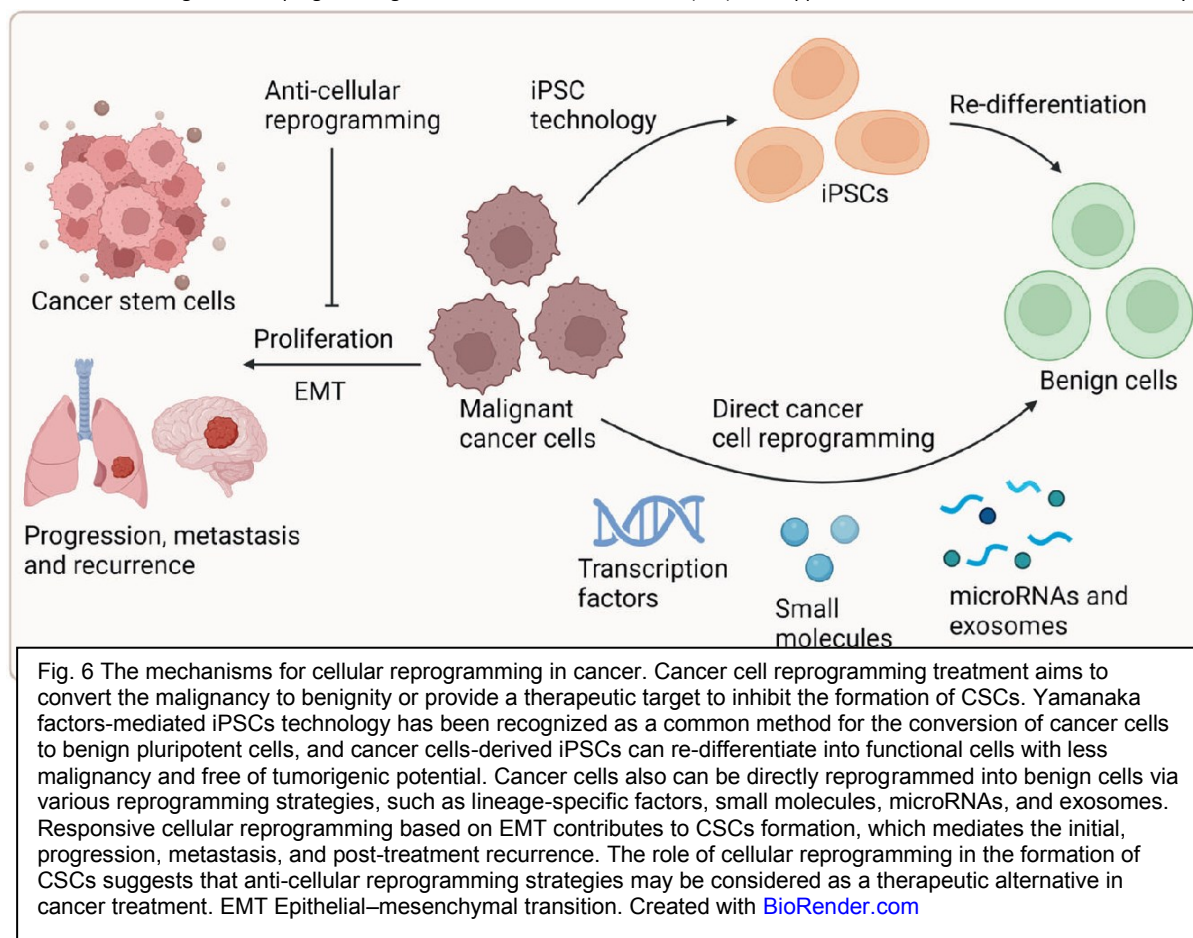 Anti-cellular
reprogramming
iPSC
technology
Re-differentiation
iPSCs
Cancer stem cells
Proliferation
EMT
Malignant
cancer cells
Benign cells
Direct cancer
cell reprogramming
Progression, metastasis
and recurrence
Transcription
factors
Small
molecules
microRNAs and
exosomes
Fig. 6 The mechanisms for cellular reprogramming in cancer. Cancer cell reprogramming treatment aims to
convert the malignancy to benignity or provide a therapeutic target to inhibit the formation of CSCs. Yamanaka
factors-mediated iPSCs technology has been recognized as a common method for the conversion of cancer cells
to benign pluripotent cells, and cancer cells-derived iPSCs can re-differentiate into functional cells with less
malignancy and free of tumorigenic potential. Cancer cells also can be directly reprogrammed into benign cells via
various reprogramming strategies, such as lineage-specific factors, small molecules, microRNAs, and exosomes.
Responsive cellular reprogramming based on EMT contributes to CSCs formation, which mediates the initial,
progression, metastasis, and post-treatment recurrence. The role of cellular reprogramming in the formation of
CSCs suggests that anti-cellular reprogramming strategies may be considered as a therapeutic alternative in
cancer treatment. EMT Epithelial–mesenchymal transition. Created with BioRender.com